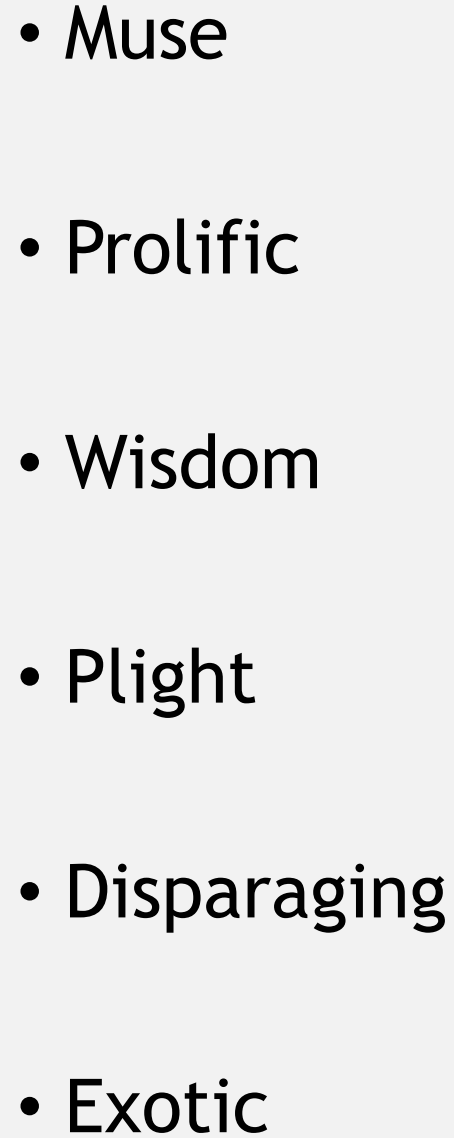 • Muse
• Prolific
• Wisdom
• Plight
• Disparaging
• Exotic